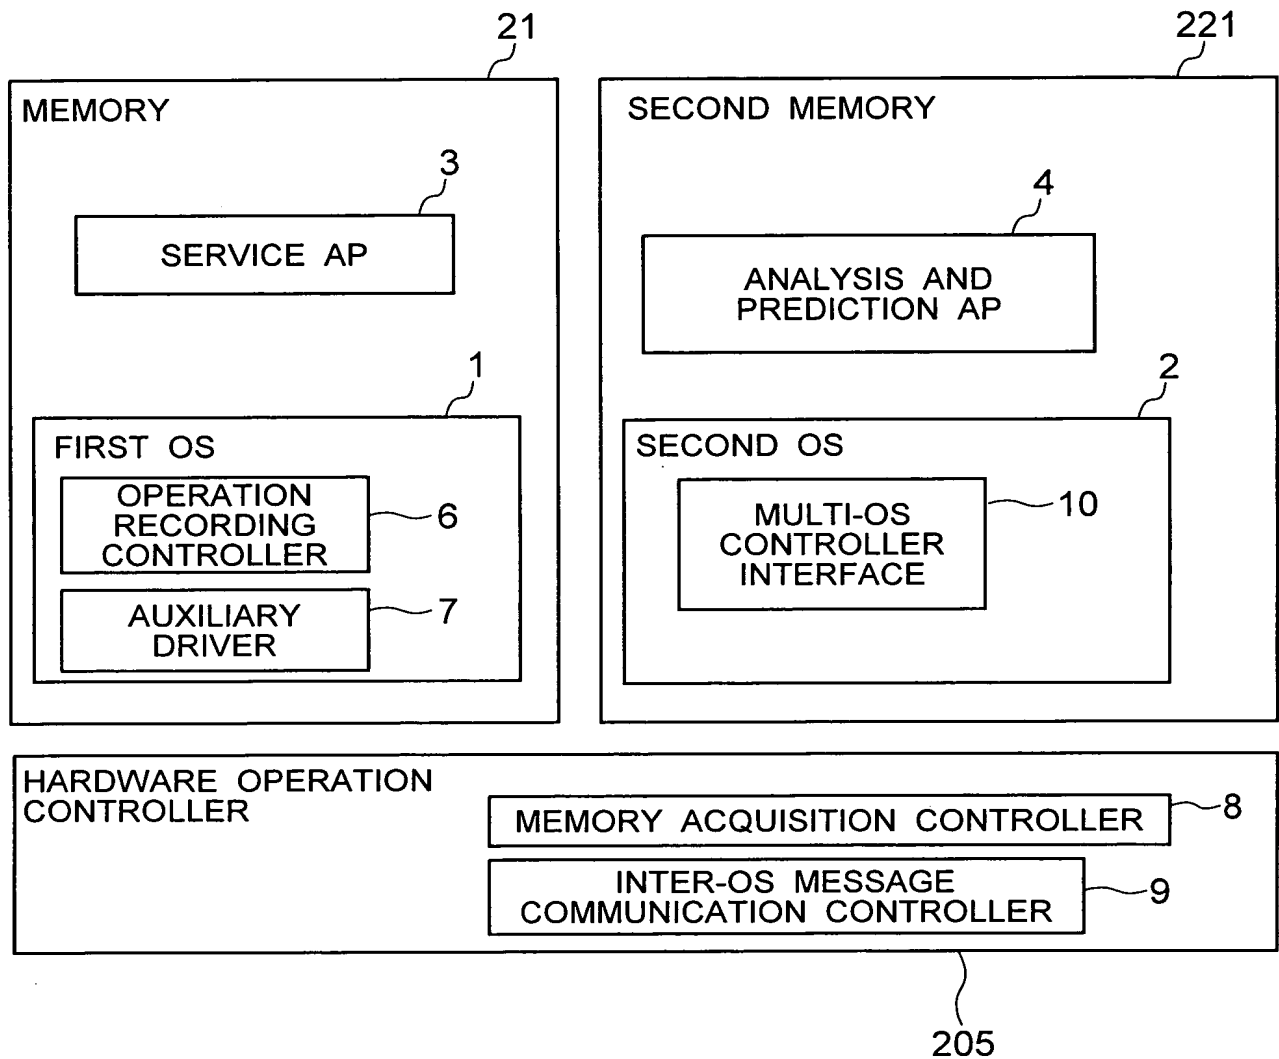 21
221
MEMORY
SECOND MEMORY
3
4
SERVICE AP
ANALYSIS AND
PREDICTION AP
1
2
FIRST OS
SECOND OS
OPERATION
RECORDING
CONTROLLER
6
MULTI-OS
CONTROLLER
INTERFACE
10
AUXILIARY
DRIVER
7
HARDWARE OPERATION
CONTROLLER
MEMORY ACQUISITION CONTROLLER
8
INTER-OS MESSAGE
COMMUNICATION CONTROLLER
9
205